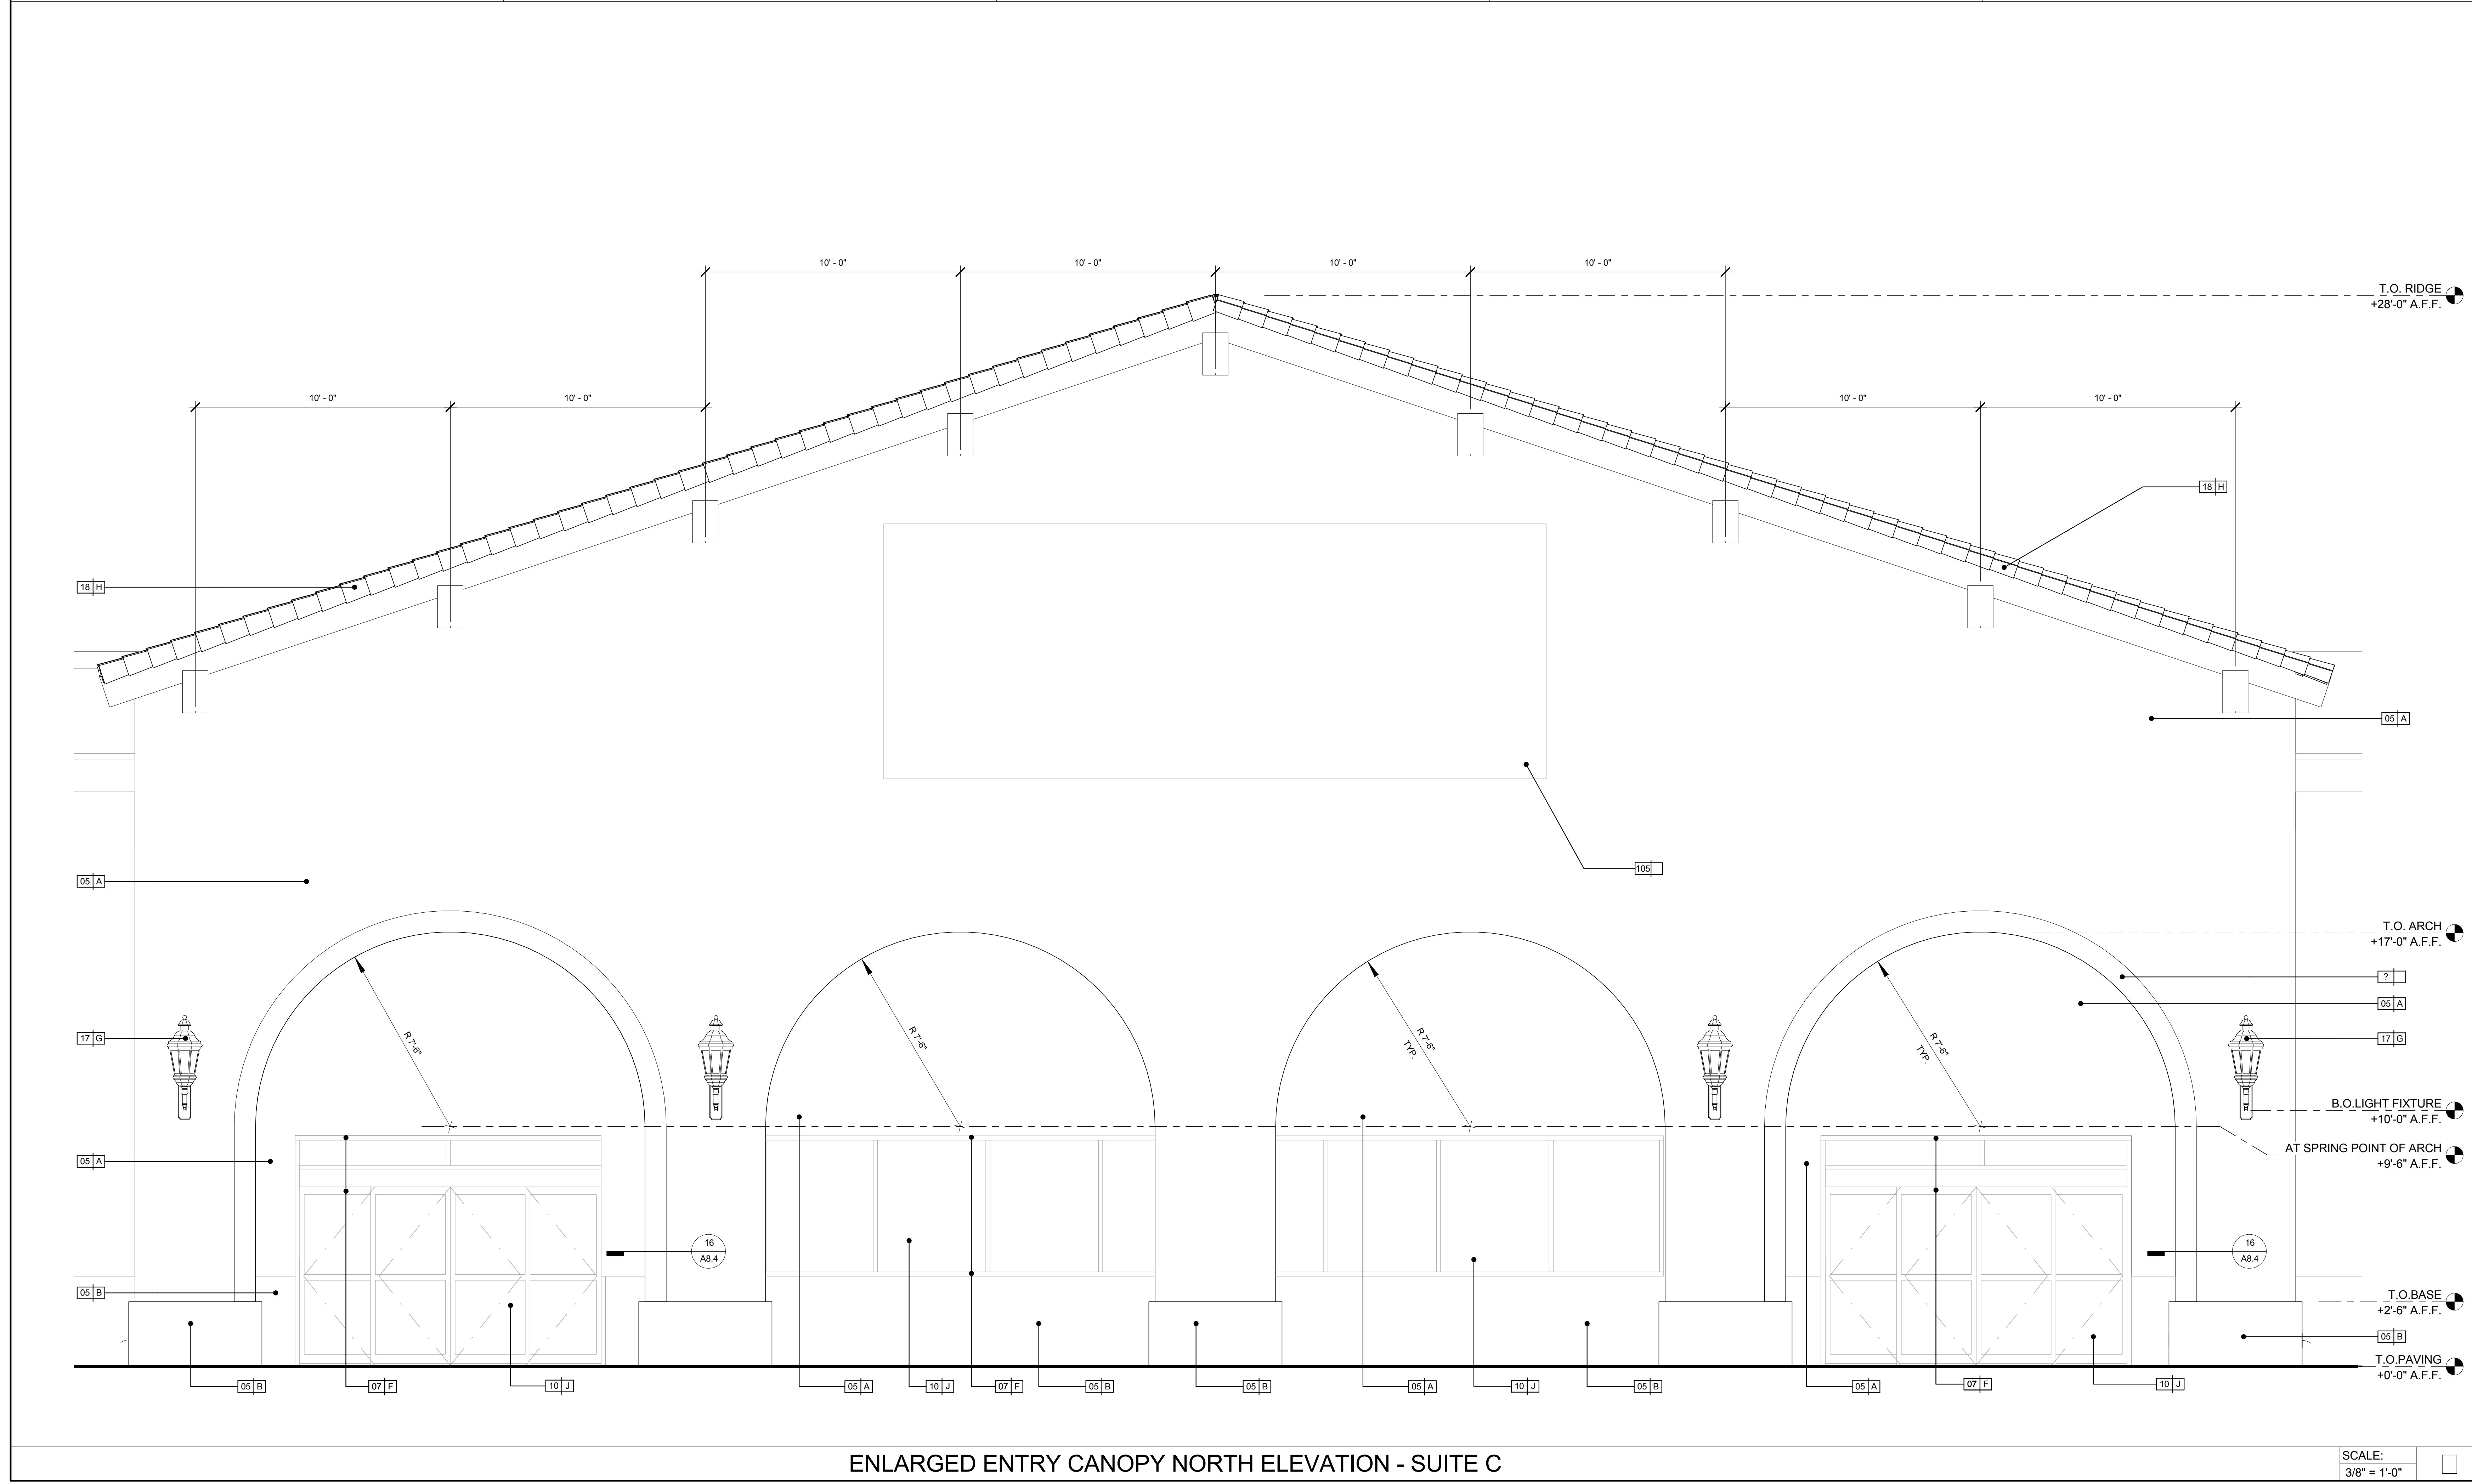 10' - 0"
10' - 0"
10' - 0"
10' - 0"
T.O. RIDGE
+28'-0" A.F.F.
10' - 0"
10' - 0"
10' - 0"
10' - 0"
18 H
18 H
05 A
105
05 A
T.O. ARCH
+17'-0" A.F.F.
?
05 A
17 G
17 G
R 7'-6"
R 7'-6"
R 7'-6"
TYP.
R 7'-6"
TYP.
B.O.LIGHT FIXTURE
+10'-0" A.F.F.
AT SPRING POINT OF ARCH
+9'-6" A.F.F.
05 A
16
A8.4
16
A8.4
05 B
T.O.BASE
+2'-6" A.F.F.
05 B
T.O.PAVING
+0'-0" A.F.F.
05 B
07 F
10 J
05 A
10 J
07 F
05 B
05 B
05 A
10 J
05 B
05 A
07 F
10 J
ENLARGED ENTRY CANOPY NORTH ELEVATION - SUITE C
SCALE:
3/8" = 1'-0"